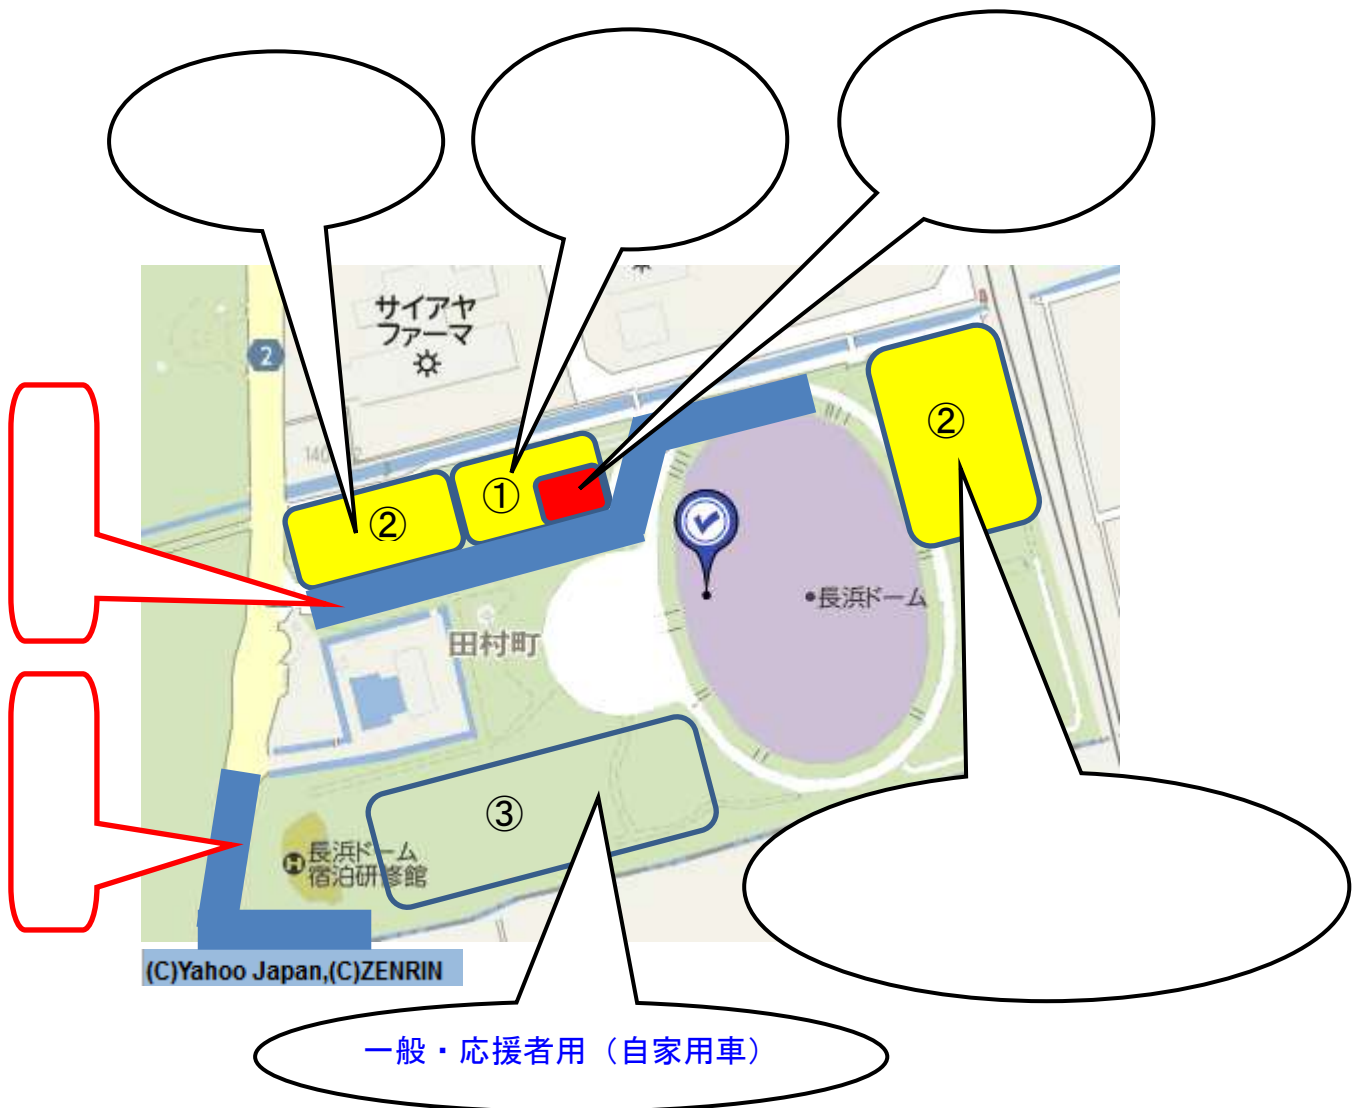 サイアヤ
ファーマ
2
②
①
②
長浜ドーム
田村町
③
長浜ドーム
宿泊研修館
(C)Yahoo Japan,(C)ZENRIN
一般・応援者用（自家用車）